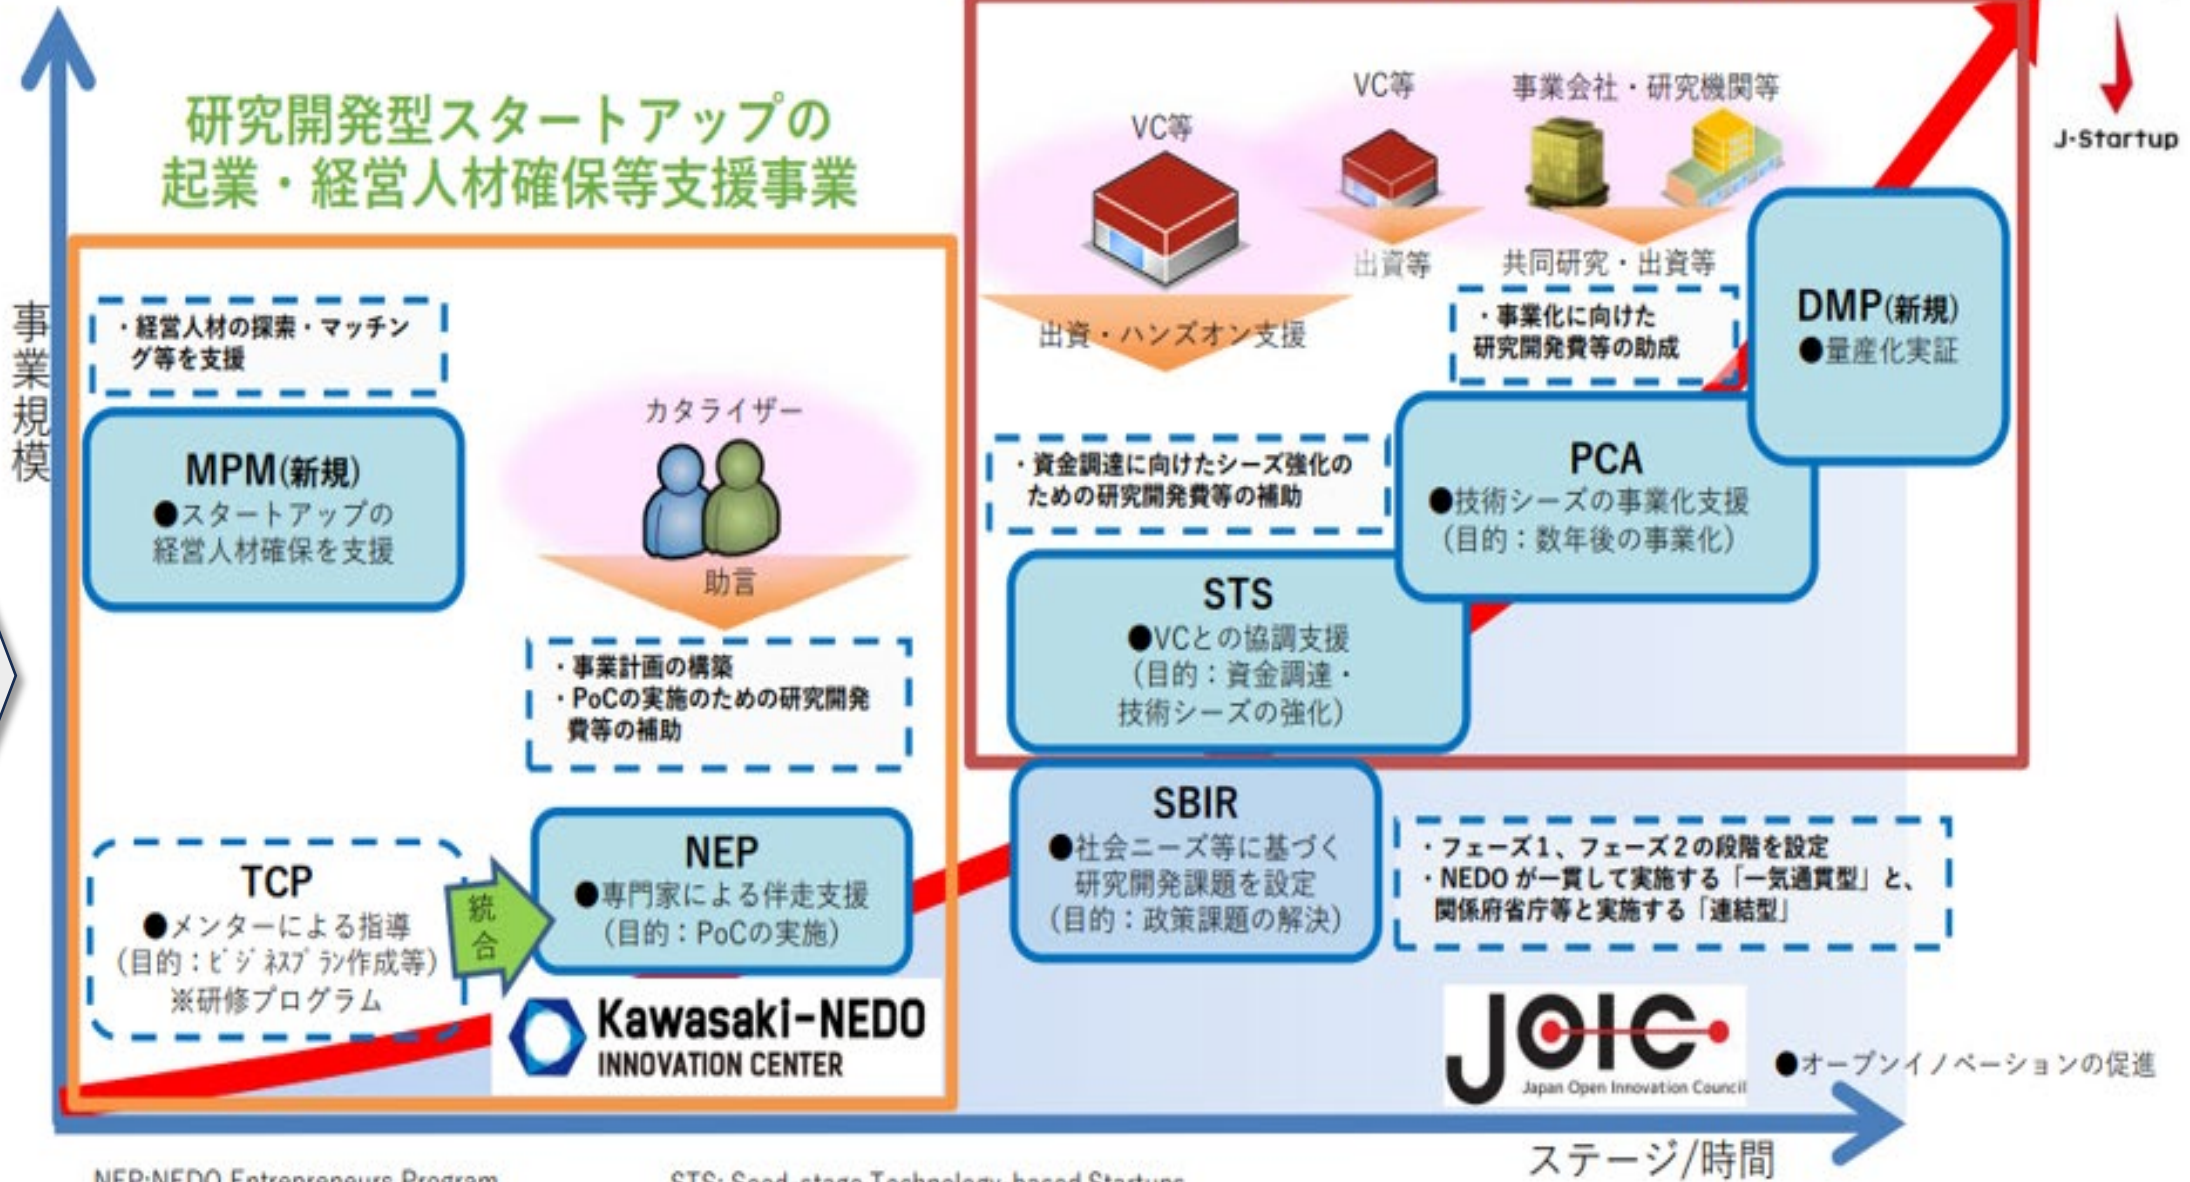 研究開発型スタートアップの
起業・経営人材確保等支援事業
事業規模
・経営人材の探索・マッチン
グ等を支援
MPM(新規)
●スタートアップの
経営人材確保を支援
カタライザー
助言
・事業計画の構築
・PoCの実施のための研究開発
費等の補助
TCP
●メンターによる指導
(目的：ﾋﾞｼﾞﾈｽﾌﾟﾗﾝ作成等)
※研修プログラム
統合
NEP
●専門家による伴走支援
(目的：PoCの実施)
Kawasaki-NEDO
INNOVATION CENTER
VC等
出資・ハンズオン支援
VC等
出資等
事業会社・研究機関等
共同研究・出資等
・事業化に向けた
研究開発費等の助成
DMP(新規)
●量産化実証
J-Startup
・資金調達に向けたシーズ強化の
ための研究開発費等の補助
PCA
●技術シーズの事業化支援
(目的：数年後の事業化)
STS
●VCとの協調支援
(目的：資金調達・
技術シーズの強化)
SBIR
●社会ニーズ等に基づく
研究開発課題を設定
(目的：政策課題の解決)
・フェーズ１、フェーズ２の段階を設定
・NEDO が一貫して実施する「一気通貫型」と、
関係府省庁等と実施する「連結型」
JOIC
Japan Open Innovation Council
●オープンイノベーションの促進
ステージ/時間
NEP:NEDO Entrepreneurs Program
STS: Seed-stage Technology-based Startups